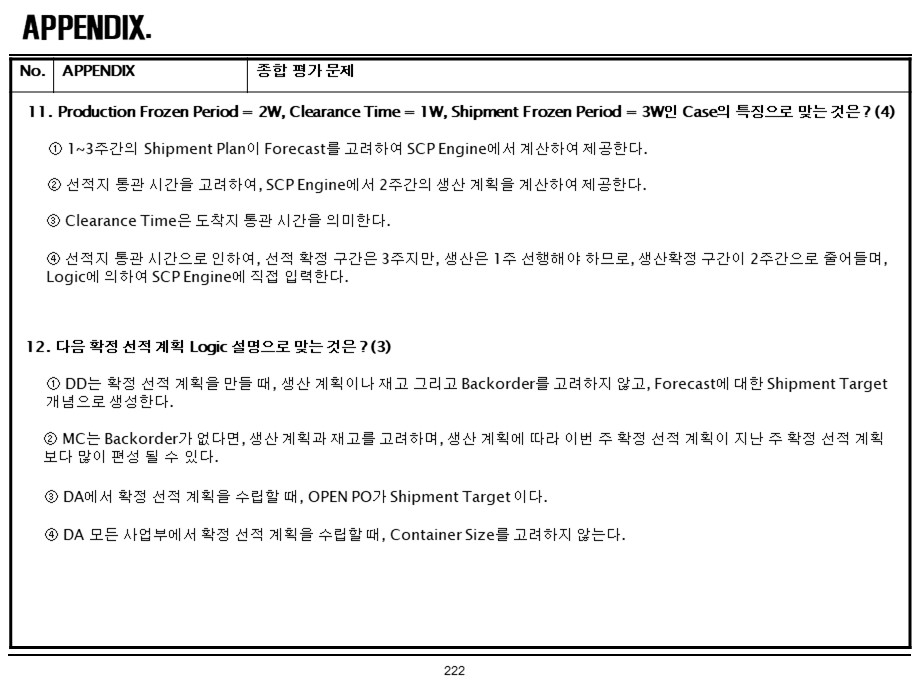 APPENDIX.
No. APPENDIX 종합 평가 문제
11. Production Frozen Period = 2W, Clearance Time = 1W, Shipment Frozen Period = 3W인 Case의 특징으로 맞는 것은? (4)
① 1~3주간의 Shipment Plan이 Forecast를 고려하여 SCP Engine에서 계산하여 제공한다.
② 선적지 통관 시간을 고려하여, SCP Engine에서 2주간의 생산 계획을 계산하여 제공한다.
③ Clearance Time은 도착지 통관 시간을 의미한다.
④ 선적지 통관 시간으로 인하여, 선적 확정 구간은 3주지만, 생산은 1주 선행해야 하므로, 생산확정 구간이 2주간으로 줄어들며,
Logic에 의하여 SCP Engine에 직접 입력한다.
12. 다음 확정 선적 계획 Logic 설명으로 맞는 것은 ? (3)
① DD는 확정 선적 계획을 만들 때, 생산 계획이나 재고 그리고 Backorder를 고려하지 않고, Forecast에 대한 Shipment Target
개념으로 생성한다.
② MC는 Backorder가 없다면, 생산 계획과 재고를 고려하며, 생산 계획에 따라 이번 주 확정 선적 계획이 지난 주 확정 선적 계획
보다 많이 편성 될 수 있다.
③ DA에서 확정 선적 계획을 수립할 때, OPEN PO가 Shipment Target 이다.
④ DA 모든 사업부에서 확정 선적 계획을 수립할 때, Container Size를 고려하지 않는다.
222